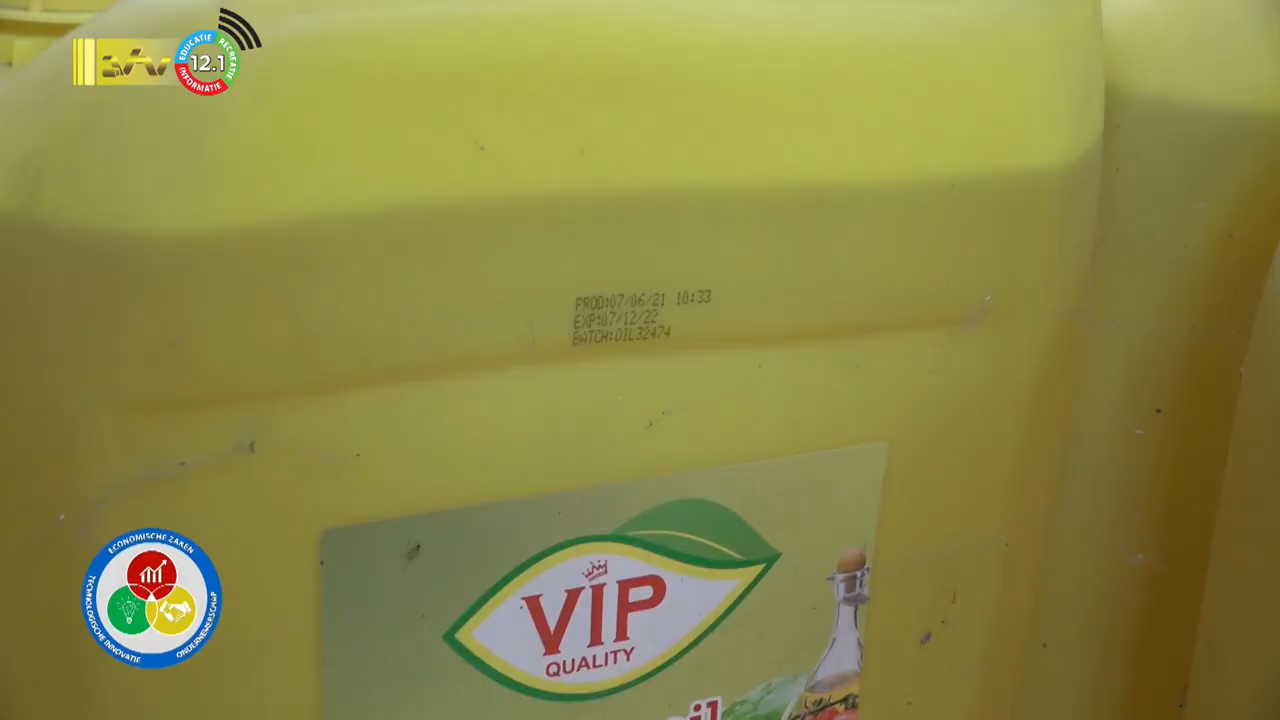 EDUCATIE
RECREATIE
INFORMATIE
12.1
PROD:07/06/21 10:33
EXP:07/12/22
BATCH:OIL32474
VIP
QUALITY
ECONOMISCHE ZAKEN
TECHNOLOGISCHE INNOVATIE
ONDERNEMERSCHAP